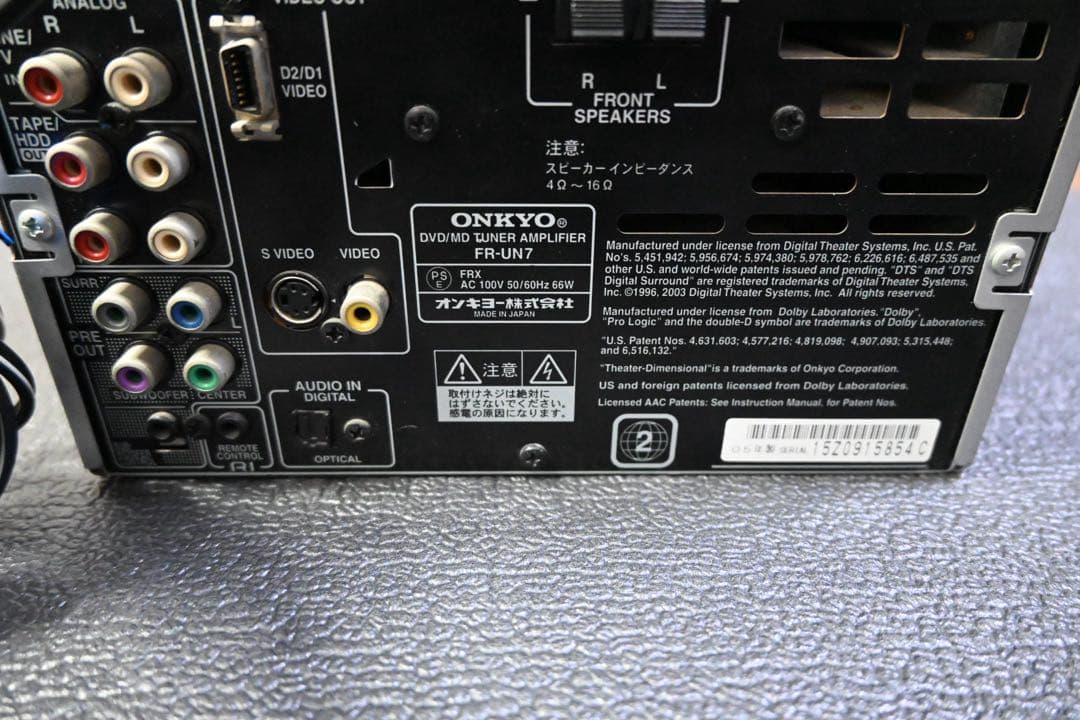 ANALOG
VIDEO OUT
R L
IN
TAPE/
HDD
OUT
D2/D1
VIDEO
R L
FRONT
SPEAKERS
注意:
スピーカーインピーダンス
4Ω～16Ω
S VIDEO VIDEO
ONKYO®
DVD/MD TUNER AMPLIFIER
FR-UN7
PS
E
FRX
AC 100V 50/60Hz 66W
オンキヨー株式会社
MADE IN JAPAN
Manufactured under license from Digital Theater Systems, Inc. U.S. Pat.
No's. 5,451,942; 5,956,674; 5,974,380; 5,978,762; 6,226,616; 6,487,535 and
other U.S. and world-wide patents issued and pending. "DTS" and "DTS
Digital Surround" are registered trademarks of Digital Theater Systems,
Inc. ©1996, 2003 Digital Theater Systems, Inc. All rights reserved.
Manufactured under license from Dolby Laboratories. "Dolby",
"Pro Logic" and the double-D symbol are trademarks of Dolby Laboratories.
"U.S. Patent Nos. 4,631,603; 4,577,216; 4,819,098; 4,907,093; 5,315,448;
and 6,516,132."
"Theater-Dimensional" is a trademarks of Onkyo Corporation.
US and foreign patents licensed from Dolby Laboratories.
Licensed AAC Patents: See Instruction Manual, for Patent Nos.
注意
取付けネジは絶対に
はずさないでください。
感電の原因になります。
SURR
L
PRE
OUT
SUBWOOFER CENTER
REMOTE
CONTROL
RI
AUDIO IN
DIGITAL
OPTICAL
2
05年製 SERIAL 15Z0915854C